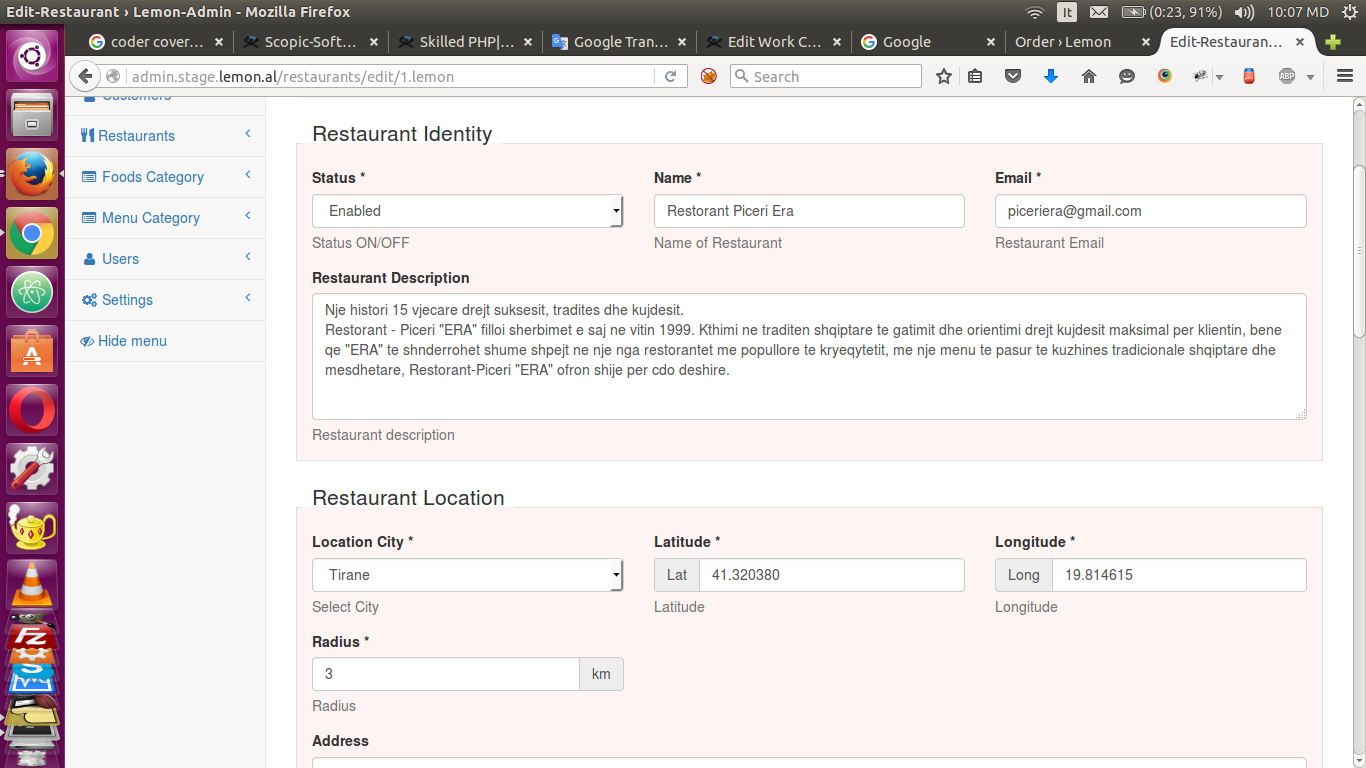 Edit-Restaurant › Lemon-Admin - Mozilla Firefox
It
(0:23, 91%)
10:07 MD
coder cover...
Scopic-Soft...
Skilled PHP|...
Google Tran...
Edit Work C...
Google
Order › Lemon
Edit-Restauran...
admin.stage.lemon.al/restaurants/edit/1.lemon
Search
ABP
Customers
Restaurants
Foods Category
Menu Category
Users
Settings
Hide menu
Restaurant Identity
Status *
Name *
Email *
Enabled
Restorant Piceri Era
piceriera@gmail.com
Status ON/OFF
Name of Restaurant
Restaurant Email
Restaurant Description
Nje histori 15 vjecare drejt suksesit, tradites dhe kujdesit.
Restorant - Piceri "ERA" filloi sherbimet e saj ne vitin 1999. Kthimi ne traditen shqiptare te gatimit dhe orientimi drejt kujdesit maksimal per klientin, bene
qe "ERA" te shnderrohet shume shpejt ne nje nga restorantet me popullore te kryeqytetit, me nje menu te pasur te kuzhines tradicionale shqiptare dhe
mesdhetare, Restorant-Piceri "ERA" ofron shije per cdo deshire.
Restaurant description
Restaurant Location
Location City *
Latitude *
Longitude *
Tirane
Lat
41.320380
Long
19.814615
Select City
Latitude
Longitude
Radius *
3
km
Radius
Address
Fz
S